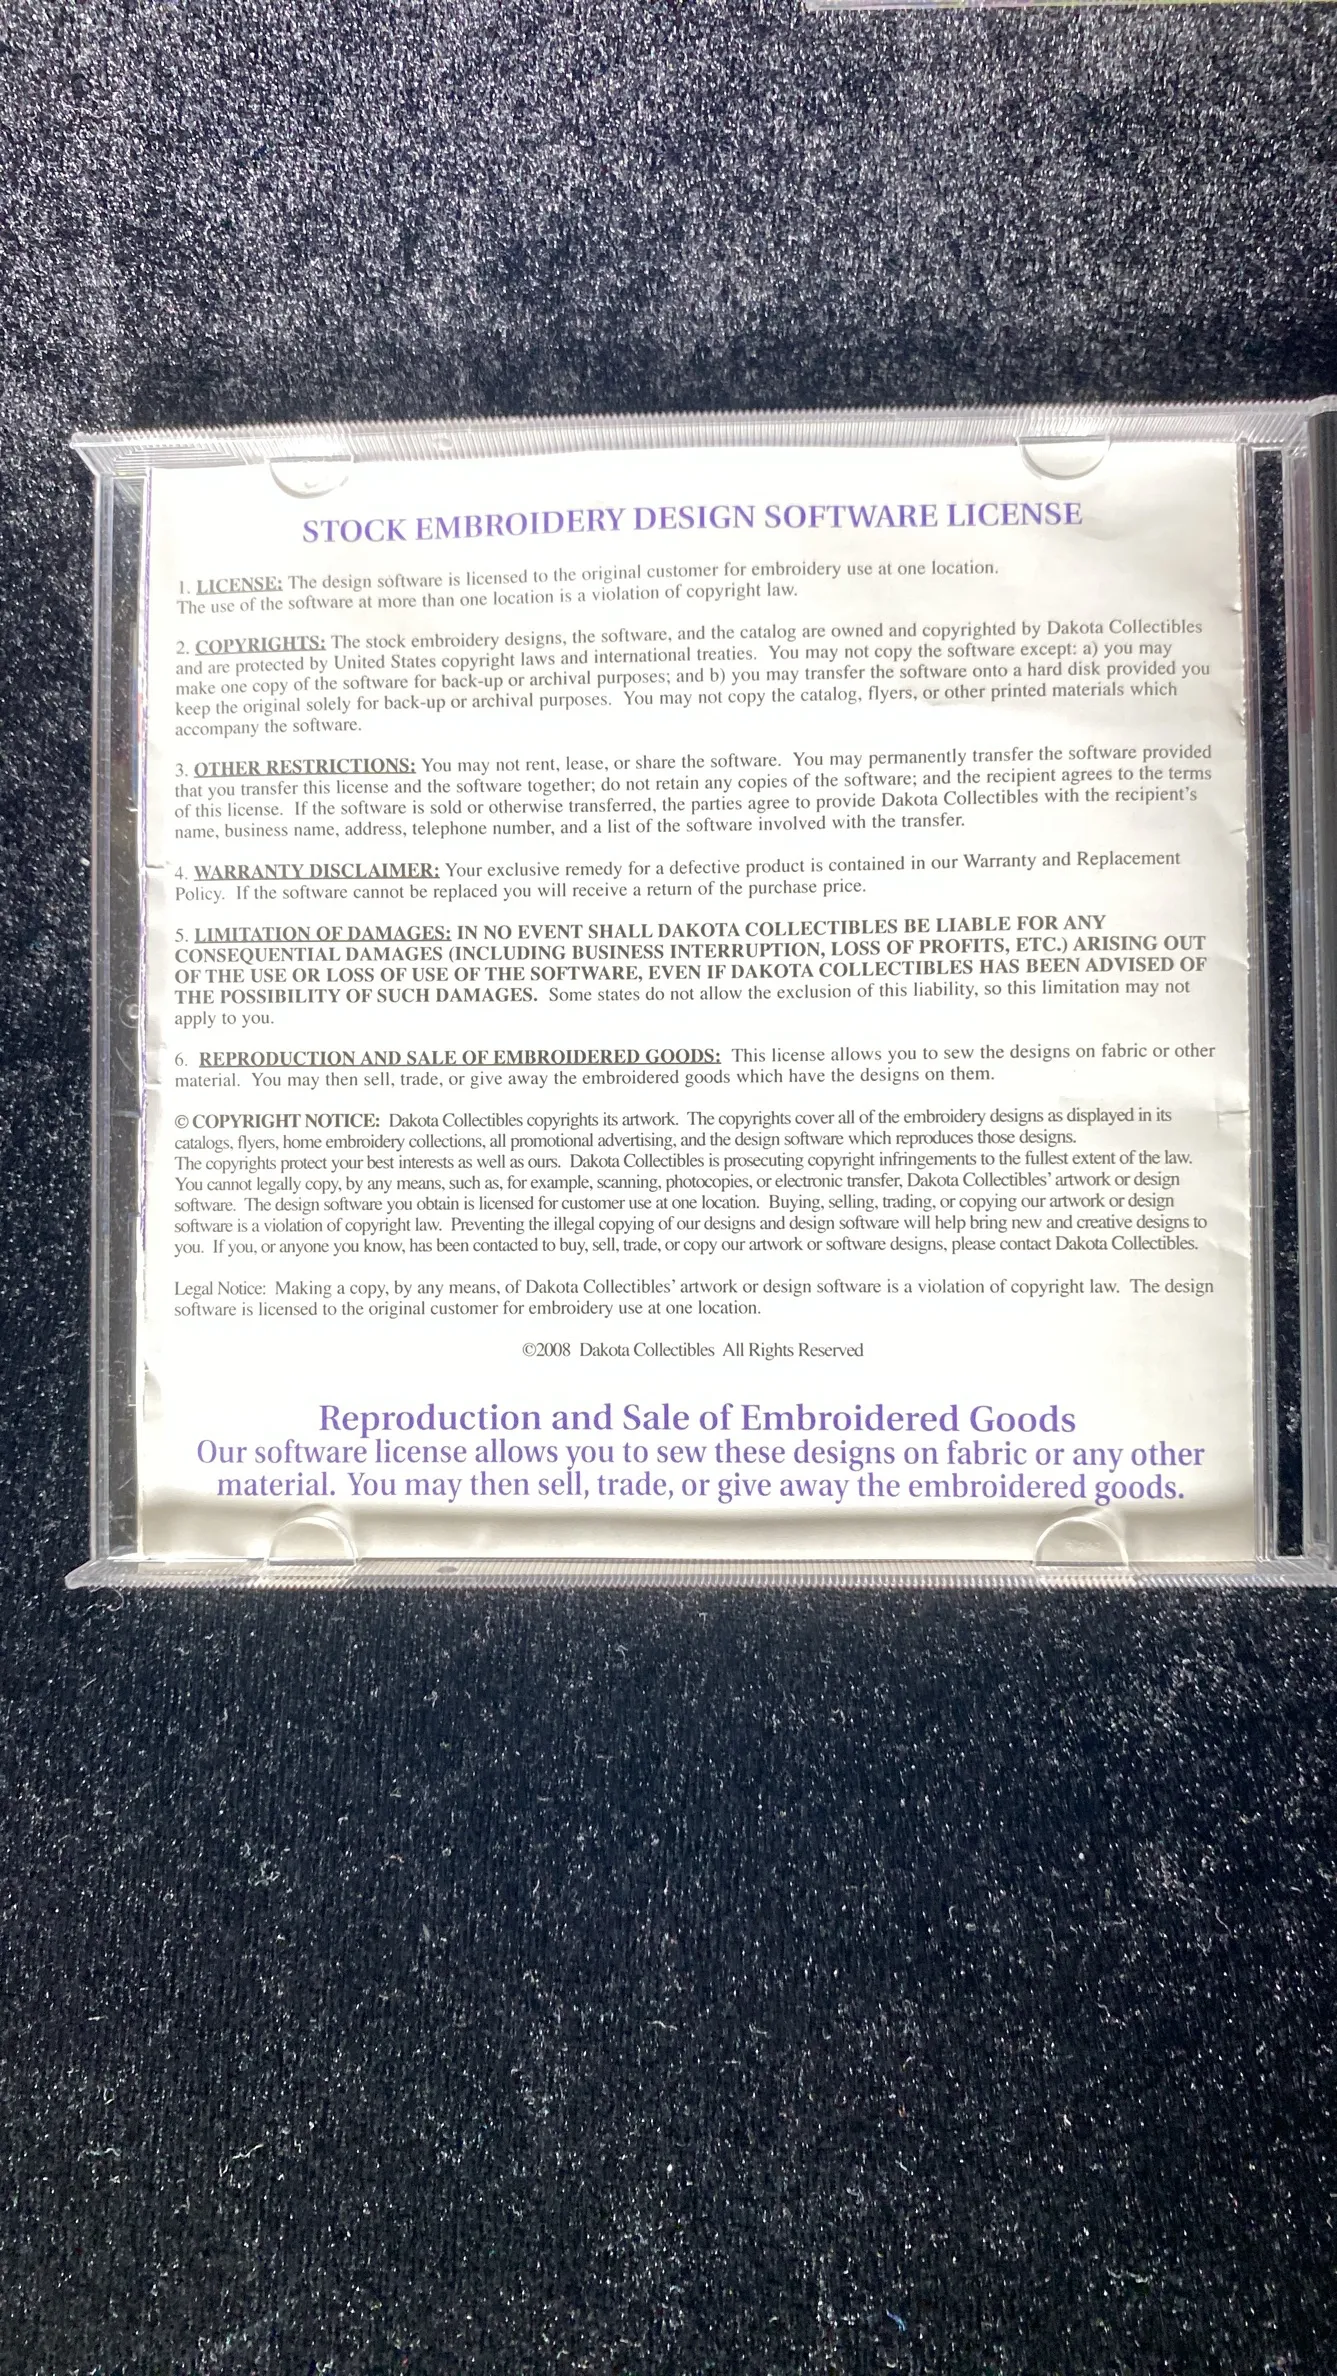 STOCK EMBROIDERY DESIGN SOFTWARE LICENSE
1. LICENSE: The design software is licensed to the original customer for embroidery use at one location.
The use of the software at more than one location is a violation of copyright law.
2. COPYRIGHTS: The stock embroidery designs, the software, and the catalog are owned and copyrighted by Dakota Collectibles
and are protected by United States copyright laws and international treaties. You may not copy the software except: a) you may
make one copy of the software for back-up or archival purposes; and b) you may transfer the software onto a hard disk provided you
keep the original solely for back-up or archival purposes. You may not copy the catalog, flyers, or other printed materials which
accompany the software.
3. OTHER RESTRICTIONS: You may not rent, lease, or share the software. You may permanently transfer the software provided
that you transfer this license and the software together; do not retain any copies of the software; and the recipient agrees to the terms
of this license. If the software is sold or otherwise transferred, the parties agree to provide Dakota Collectibles with the recipient's
name, business name, address, telephone number, and a list of the software involved with the transfer.
4. WARRANTY DISCLAIMER: Your exclusive remedy for a defective product is contained in our Warranty and Replacement
Policy. If the software cannot be replaced you will receive a return of the purchase price.
5. LIMITATION OF DAMAGES: IN NO EVENT SHALL DAKOTA COLLECTIBLES BE LIABLE FOR ANY
CONSEQUENTIAL DAMAGES (INCLUDING BUSINESS INTERRUPTION, LOSS OF PROFITS, ETC.) ARISING OUT
OF THE USE OR LOSS OF USE OF THE SOFTWARE, EVEN IF DAKOTA COLLECTIBLES HAS BEEN ADVISED OF
THE POSSIBILITY OF SUCH DAMAGES. Some states do not allow the exclusion of this liability, so this limitation may not
apply to you.
6. REPRODUCTION AND SALE OF EMBROIDERED GOODS: This license allows you to sew the designs on fabric or other
material. You may then sell, trade, or give away the embroidered goods which have the designs on them.
© COPYRIGHT NOTICE: Dakota Collectibles copyrights its artwork. The copyrights cover all of the embroidery designs as displayed in its
catalogs, flyers, home embroidery collections, all promotional advertising, and the design software which reproduces those designs.
The copyrights protect your best interests as well as ours. Dakota Collectibles is prosecuting copyright infringements to the fullest extent of the law.
You cannot legally copy, by any means, such as, for example, scanning, photocopies, or electronic transfer, Dakota Collectibles' artwork or design
software. The design software you obtain is licensed for customer use at one location. Buying, selling, trading, or copying our artwork or design
software is a violation of copyright law. Preventing the illegal copying of our designs and design software will help bring new and creative designs to
you. If you, or anyone you know, has been contacted to buy, sell, trade, or copy our artwork or software designs, please contact Dakota Collectibles.
Legal Notice: Making a copy, by any means, of Dakota Collectibles' artwork or design software is a violation of copyright law. The design
software is licensed to the original customer for embroidery use at one location.
©2008 Dakota Collectibles All Rights Reserved
Reproduction and Sale of Embroidered Goods
Our software license allows you to sew these designs on fabric or any other
material. You may then sell, trade, or give away the embroidered goods.